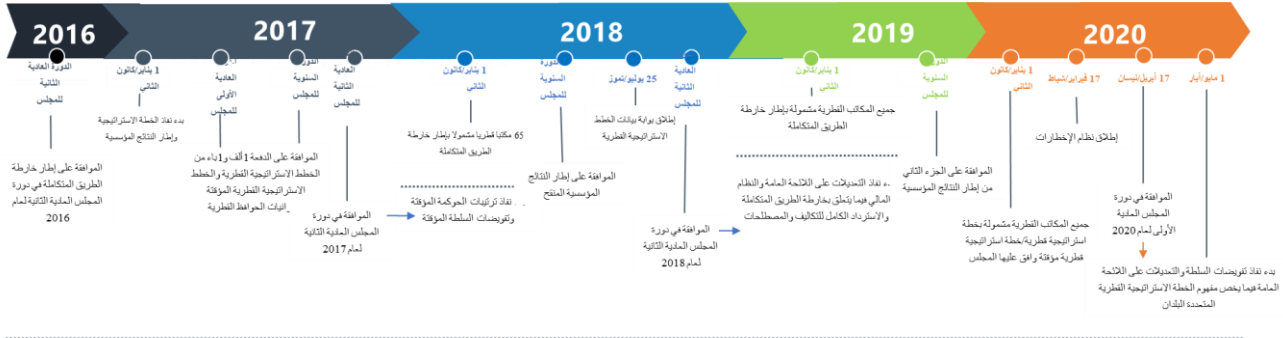 2016
2017
2018
2019
2020
الدورة العادية
الثانية
للمجلس
1 يناير/كانون
الثاني
العادية
الأولى
للمجلس
السنوية
للمجلس
العادية
الثانية
للمجلس
1 يناير/كانون
الثاني
السنوية
للمجلس
25 يوليو/تموز
العادية
الثانية
للمجلس
1 يناير/كانون
الثاني
السنوية
للمجلس
1 يناير/كانون
الثاني
17 فبراير/شباط
17 أبريل/نيسان
1 مايو/أيار
الموافقة على إطار خارطة
الطريق المتكاملة في دورة
المجلس العادية الثانية لعام
2016
بدء نفاذ الخطة الاستراتيجية
وإطار النتائج المؤسسية
الموافقة على الدفعة 1ألف و1باء من
الخطط الاستراتيجية القطرية والخطط
الاستراتيجية القطرية المؤقتة
انيات الحوافظ القطرية
الموافقة في دورة
المجلس العادية الثانية
لعام 2017
65 مكتبا قطريا مشمولا بإطار خارطة
الطريق المتكاملة
نفاذ ترتيبات الحوكمة المؤقتة
وتفويضات السلطة المؤقتة
الموافقة على إطار النتائج
المؤسسية المنقح
إطلاق بوابة بيانات الخطط
الاستراتيجية القطرية
الموافقة في دورة
المجلس العادية الثانية
لعام 2018
جميع المكاتب القطرية مشمولة بإطار خارطة
الطريق المتكاملة
ء نفاذ التعديلات على اللائحة العامة والنظام
المالي فيما يتعلق بخارطة الطريق المتكاملة
والاسترداد الكامل للتكاليف والمصطلحات
الموافقة على الجزء الثاني
من إطار النتائج المؤسسية
جميع المكاتب القطرية مشمولة بخطة
استراتيجية قطرية/خطة استراتيجية
قطرية مؤقتة وافق عليها المجلس
إطلاق نظام الإخطارات
الموافقة في دورة
المجلس العادية
الأولى لعام
2020
بدء نفاذ تفويضات السلطة والتعديلات على اللائحة
العامة فيما يخص مفهوم الخطة الاستراتيجية القطرية
المتعددة البلدان